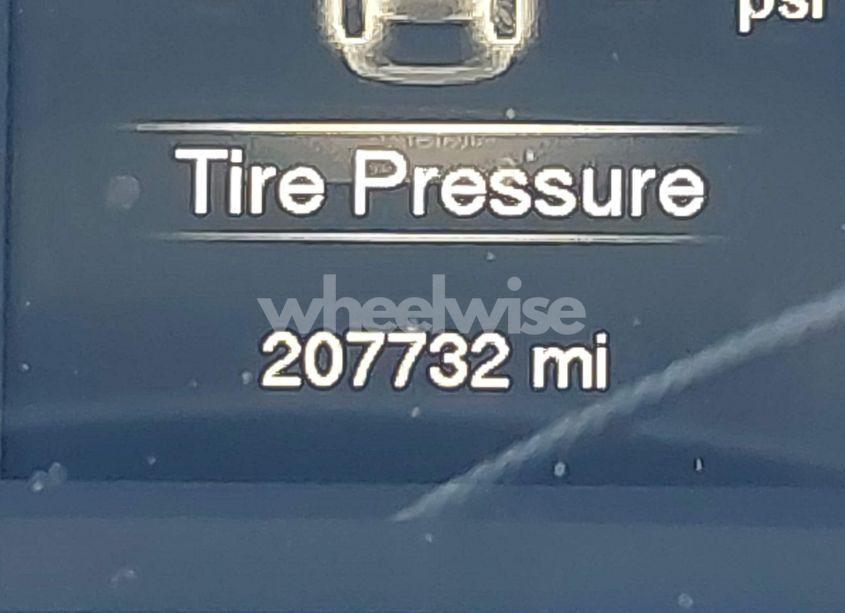 psi
Tire Pressure
wheelwise
207732 mi